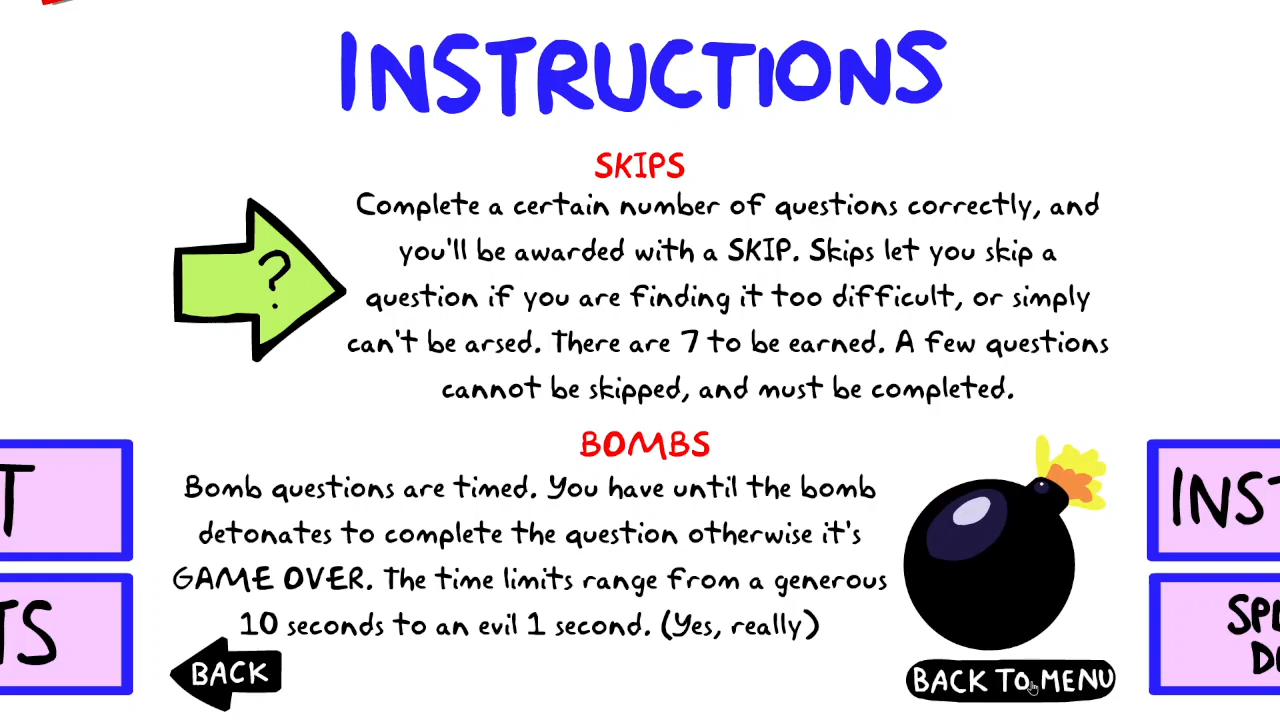 INSTRUCTIONS
SKIPS
?
Complete a certain number of questions correctly, and
you'll be awarded with a SKIP. Skips let you skip a
question if you are finding it too difficult, or simply
can't be arsed. There are 7 to be earned. A few questions
cannot be skipped, and must be completed.
BOMBS
Bomb questions are timed. You have until the bomb
detonates to complete the question otherwise it's
GAME OVER. The time limits range from a generous
10 seconds to an evil 1 second. (Yes, really)
T
INST
TS
BACK
BACK TO MENU